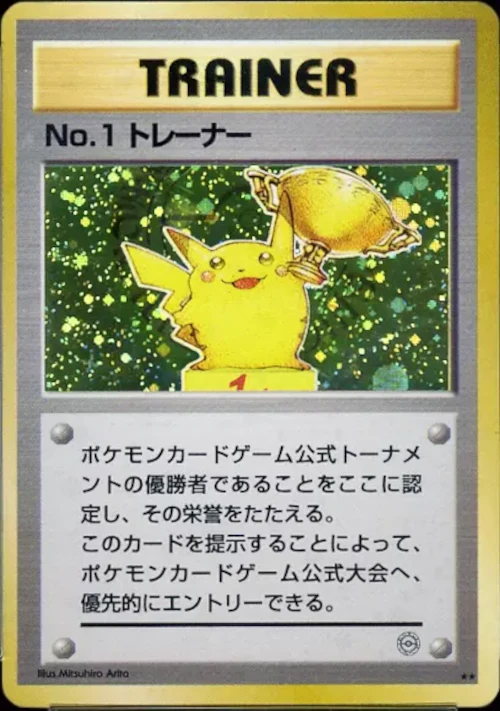 TRAINER
No.1 トレーナー
1
ポケモンカードゲーム公式トーナメ
ントの優勝者であることをここに認
定し、その栄誉をたたえる。
このカードを提示することによって、
ポケモンカードゲーム公式大会へ、
優先的にエントリーできる。
Illus. Mitsuhiro Arita
★★